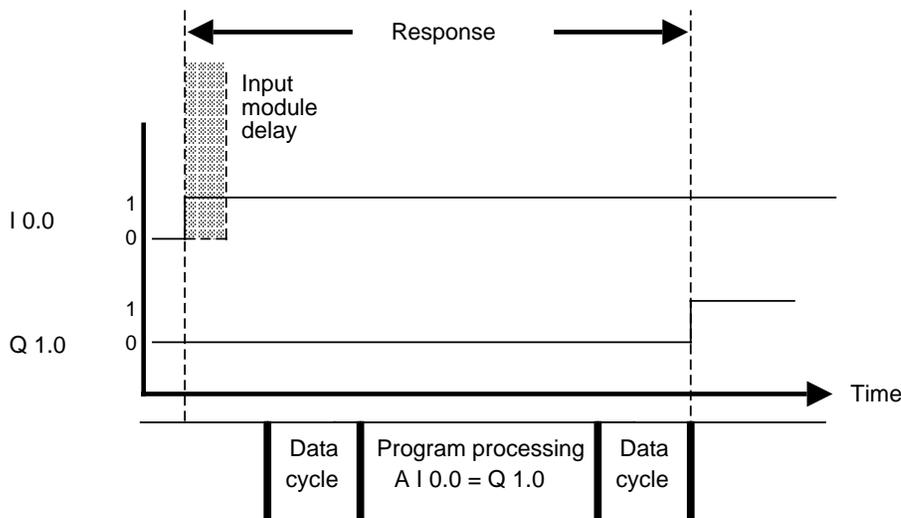 Response
Input
module
delay
1
I 0.0
0
1
0
Q 1.0
Time
Data
cycle
Program processing
A I 0.0 = Q 1.0
Data
cycle